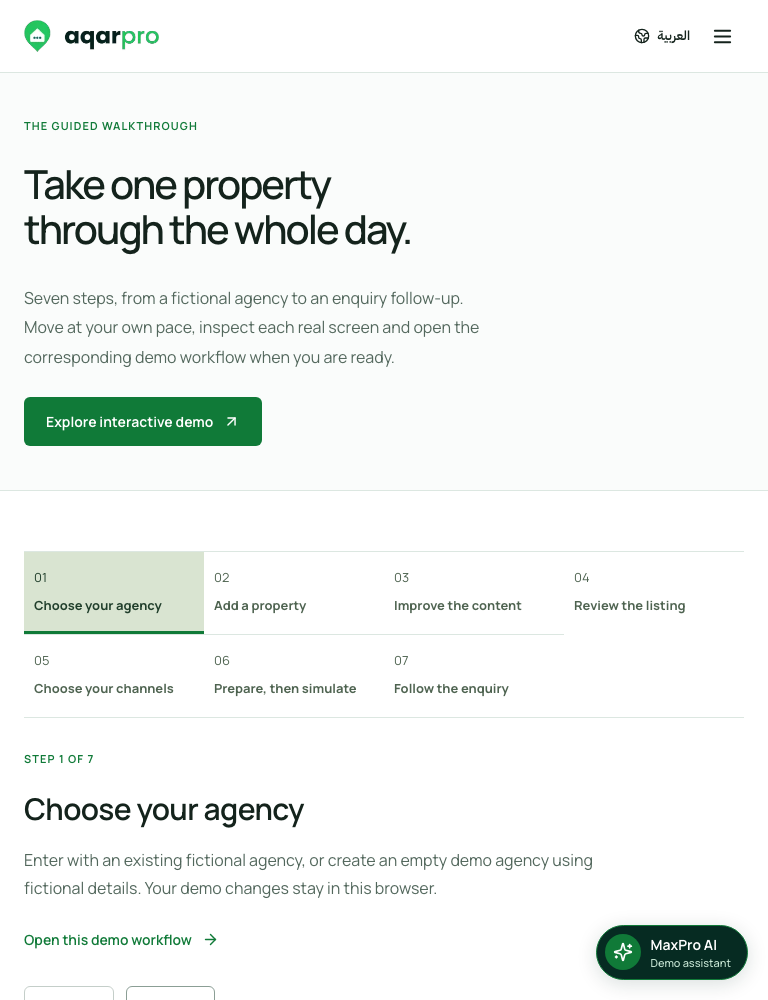 aqarpro
العربية
THE GUIDED WALKTHROUGH
Take one property
through the whole day.
Seven steps, from a fictional agency to an enquiry follow-up.
Move at your own pace, inspect each real screen and open the
corresponding demo workflow when you are ready.
Explore interactive demo
01
Choose your agency
02
Add a property
03
Improve the content
04
Review the listing
05
Choose your channels
06
Prepare, then simulate
07
Follow the enquiry
STEP 1 OF 7
Choose your agency
Enter with an existing fictional agency, or create an empty demo agency using
fictional details. Your demo changes stay in this browser.
Open this demo workflow
MaxPro AI
Demo assistant